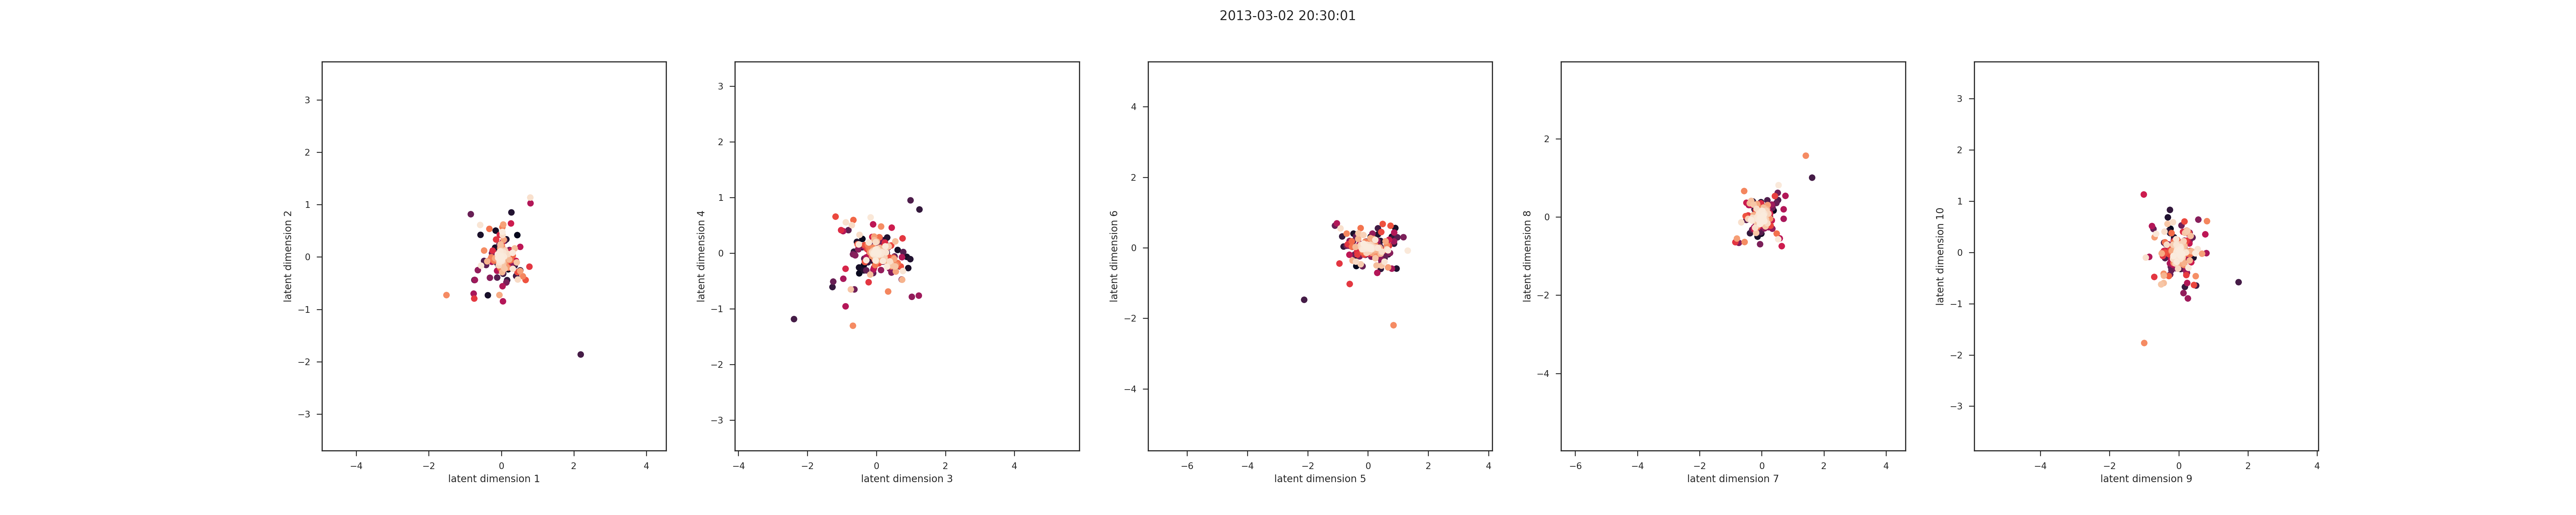 2013-03-02 20:30:01
latent dimension 2
3
2
1
0
−1
−2
−3
−4 −2 0 2 4
latent dimension 1
latent dimension 4
3
2
1
0
−1
−2
−3
−4 −2 0 2 4
latent dimension 3
latent dimension 6
4
2
0
−2
−4
−6 −4 −2 0 2 4
latent dimension 5
latent dimension 8
2
0
−2
−4
−6 −4 −2 0 2 4
latent dimension 7
latent dimension 10
3
2
1
0
−1
−2
−3
−4 −2 0 2 4
latent dimension 9